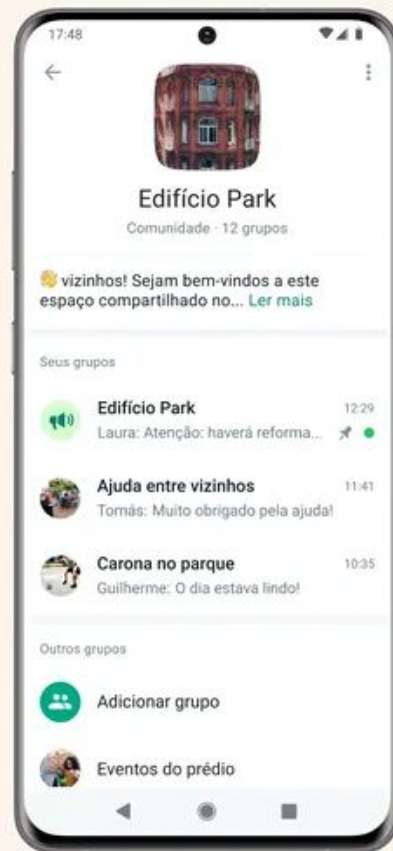 17:48
Edifício Park
Comunidade · 12 grupos
👋 vizinhos! Sejam bem-vindos a este
espaço compartilhado no... Ler mais
Seus grupos
Edifício Park 12:29
Laura: Atenção: haverá reforma...
Ajuda entre vizinhos 11:41
Tomás: Muito obrigado pela ajuda!
Carona no parque 10:35
Guilherme: O dia estava lindo!
Outros grupos
Adicionar grupo
Eventos do prédio